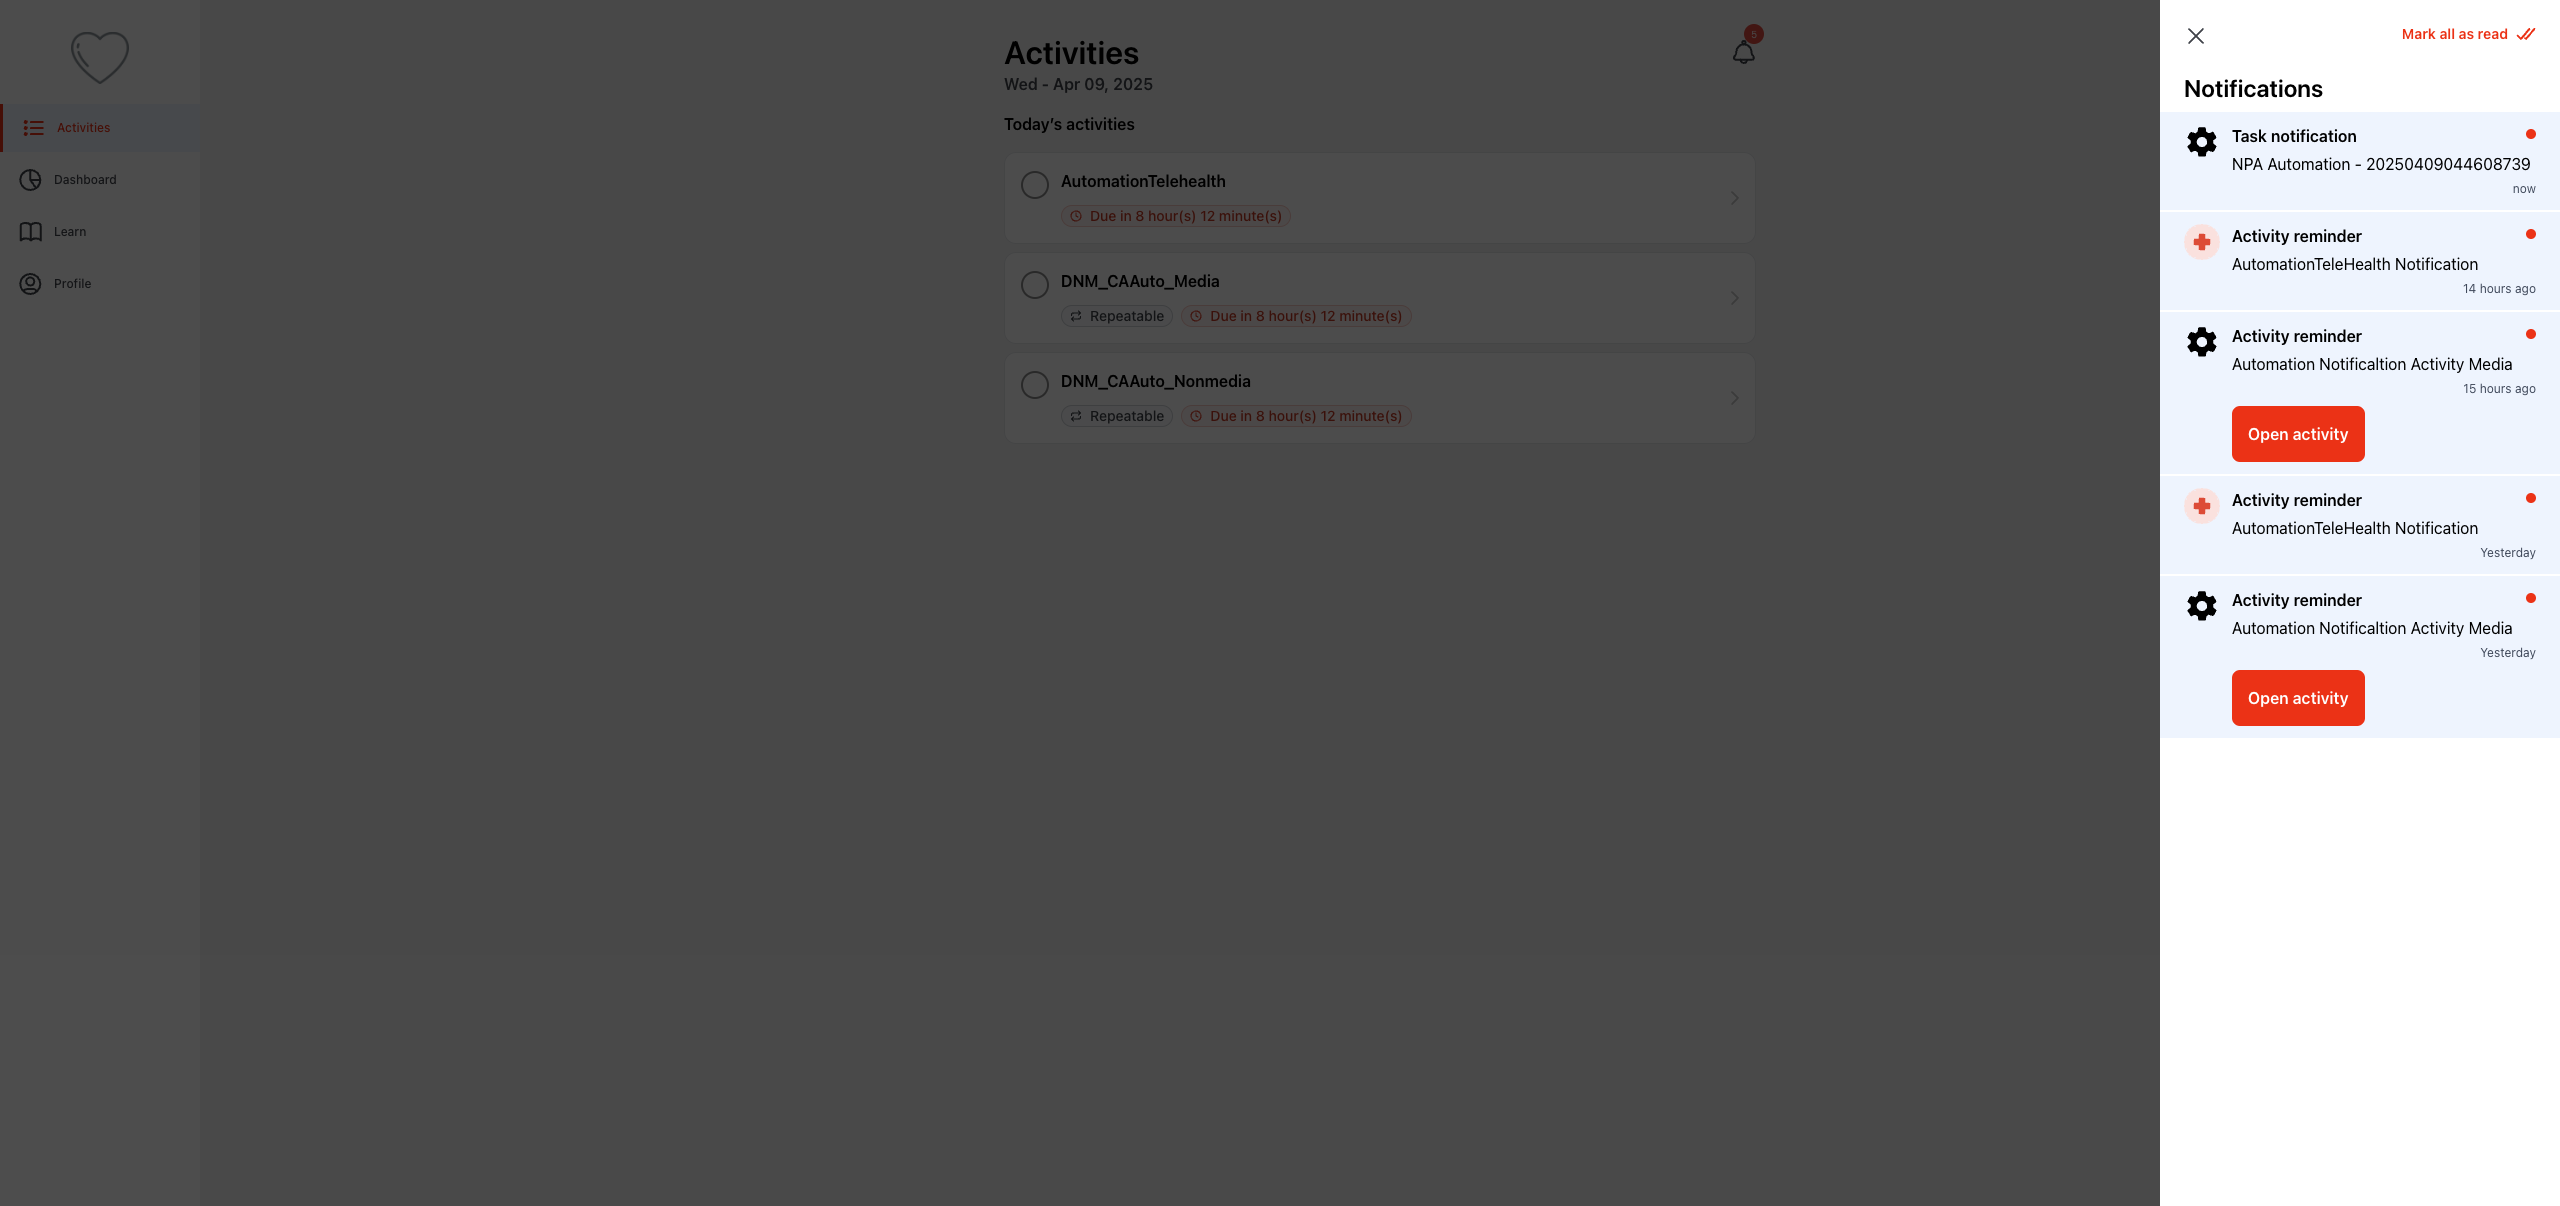 Activities
Dashboard
Learn
Profile
Activities
5
Wed - Apr 09, 2025
Today's activities
AutomationTelehealth
Due in 8 hour(s) 12 minute(s)
DNM_CAAuto_Media
Repeatable Due in 8 hour(s) 12 minute(s)
DNM_CAAuto_Nonmedia
Repeatable Due in 8 hour(s) 12 minute(s)
Mark all as read
Notifications
Task notification
NPA Automation - 20250409044608739
now
Activity reminder
AutomationTeleHealth Notification
14 hours ago
Activity reminder
Automation Notificaltion Activity Media
15 hours ago
Open activity
Activity reminder
AutomationTeleHealth Notification
Yesterday
Activity reminder
Automation Notificaltion Activity Media
Yesterday
Open activity